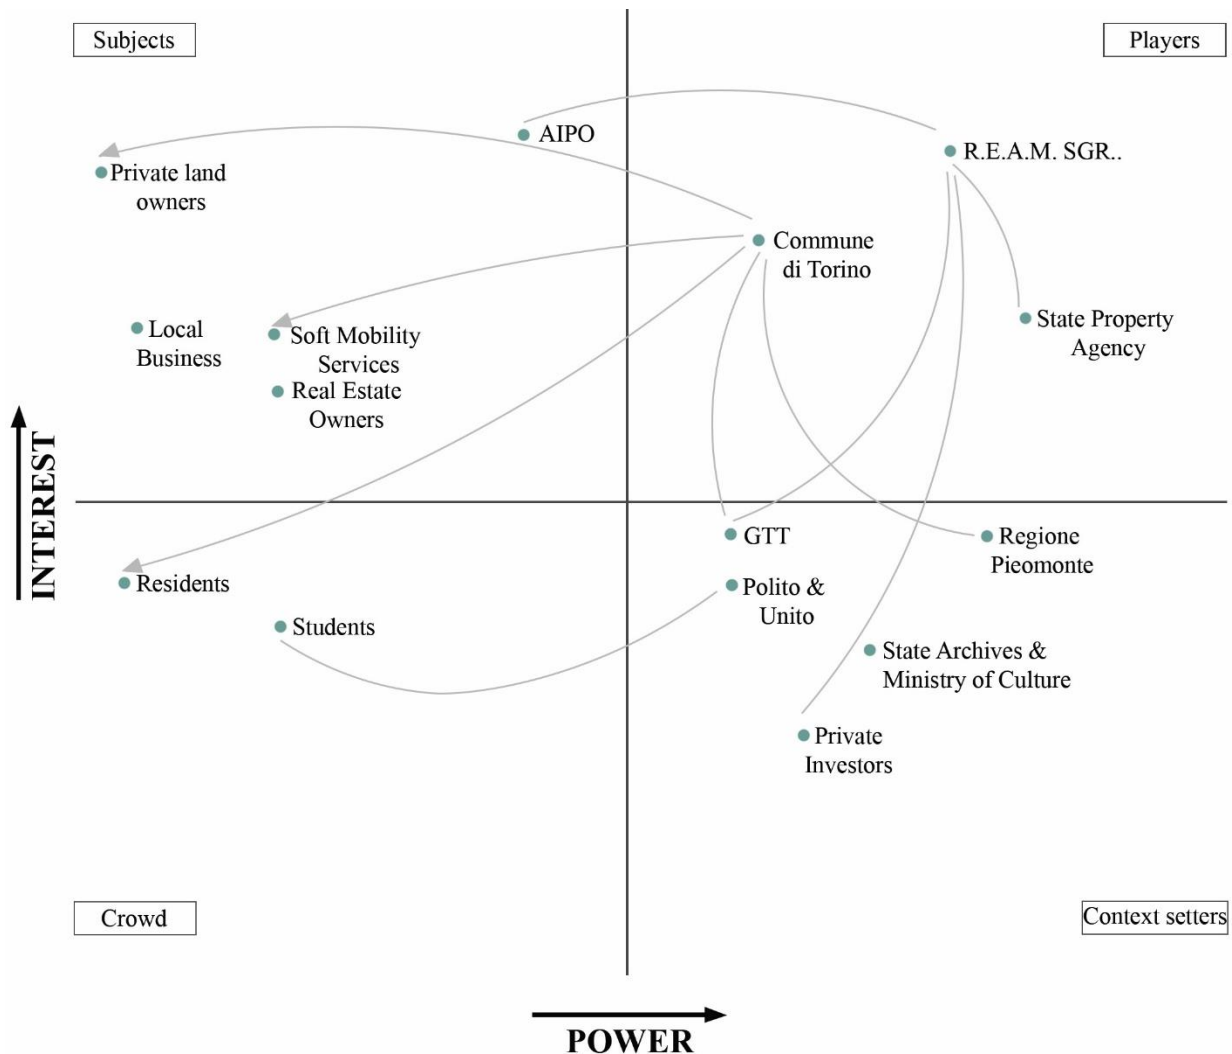 Subjects
Players
AIPO
R.E.A.M. SGR..
Private land
owners
Commune
di Torino
Local
Business
Soft Mobility
Services
State Property
Agency
Real Estate
Owners
INTEREST
GTT
Regione
Pieomonte
Residents
Polito &
Unito
Students
State Archives &
Ministry of Culture
Private
Investors
Crowd
Context setters
POWER